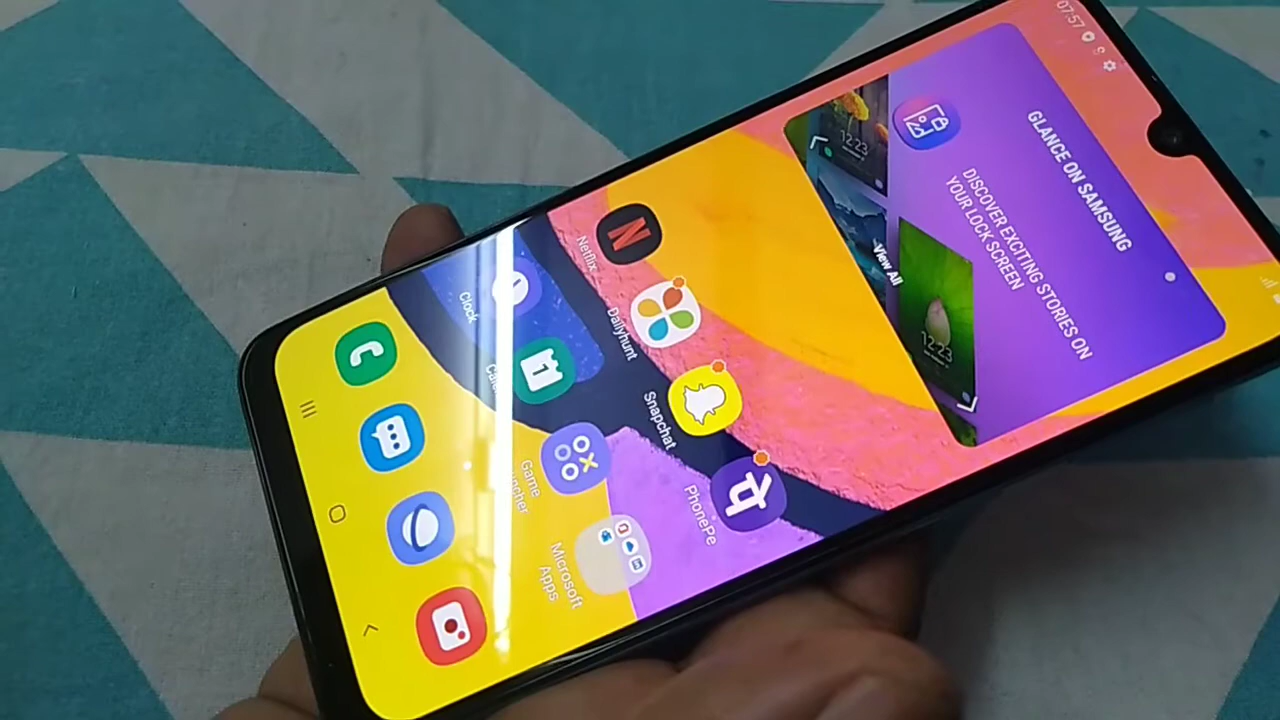 07:57
GLANCE ON SAMSUNG
DISCOVER EXCITING STORIES ON
YOUR LOCK SCREEN
12:23
12:23
View All
N
Netflix
Dailyhunt
Snapchat
PhonePe
Clock
1
Game
Microsoft
Apps